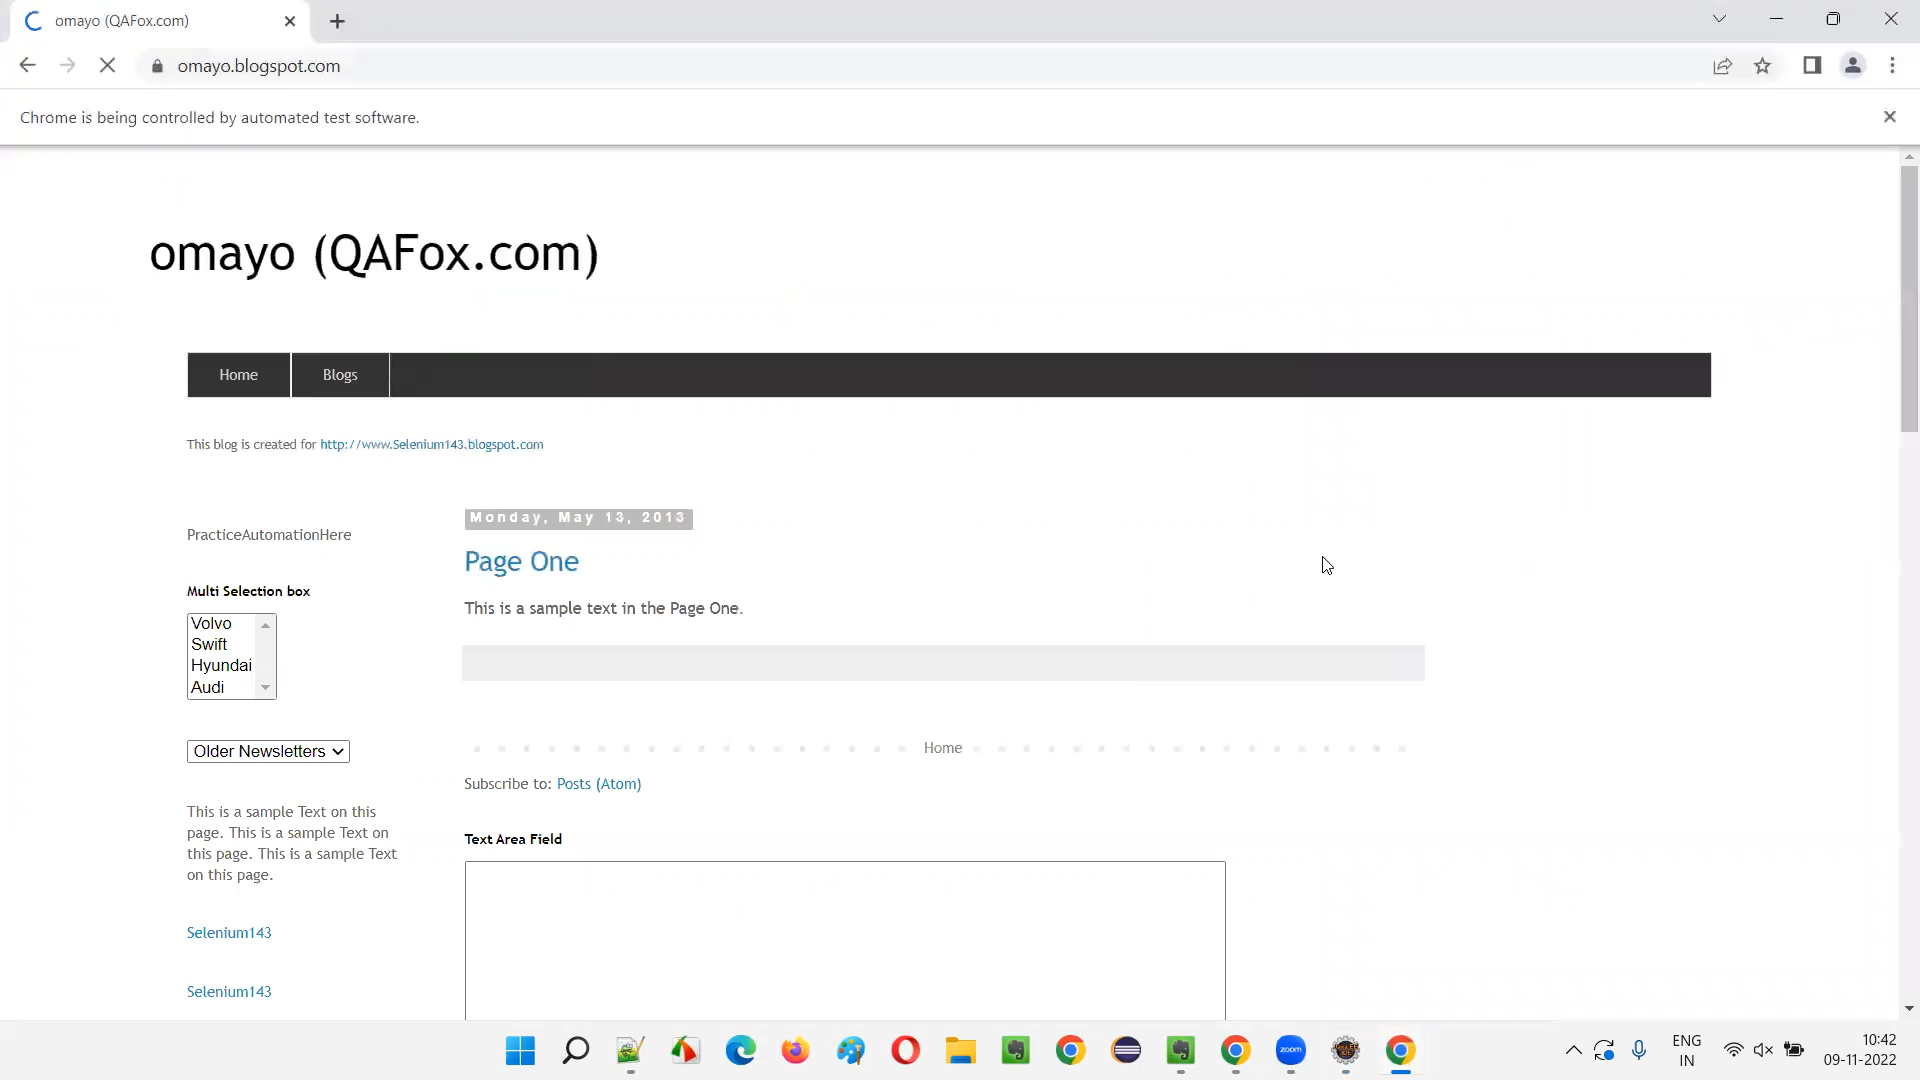 omayo (QAFox.com)
omayo.blogspot.com
Chrome is being controlled by automated test software.
omayo (QAFox.com)
Home
Blogs
This blog is created for http://www.Selenium143.blogspot.com
PracticeAutomationHere
Multi Selection box
Volvo
Swift
Hyundai
Audi
Older Newsletters
This is a sample Text on this
page. This is a sample Text on
this page. This is a sample Text
on this page.
Selenium143
Selenium143
Monday, May 13, 2013
Page One
This is a sample text in the Page One.
Home
Subscribe to: Posts (Atom)
Text Area Field
zoom
ENG
IN
10:42
09-11-2022